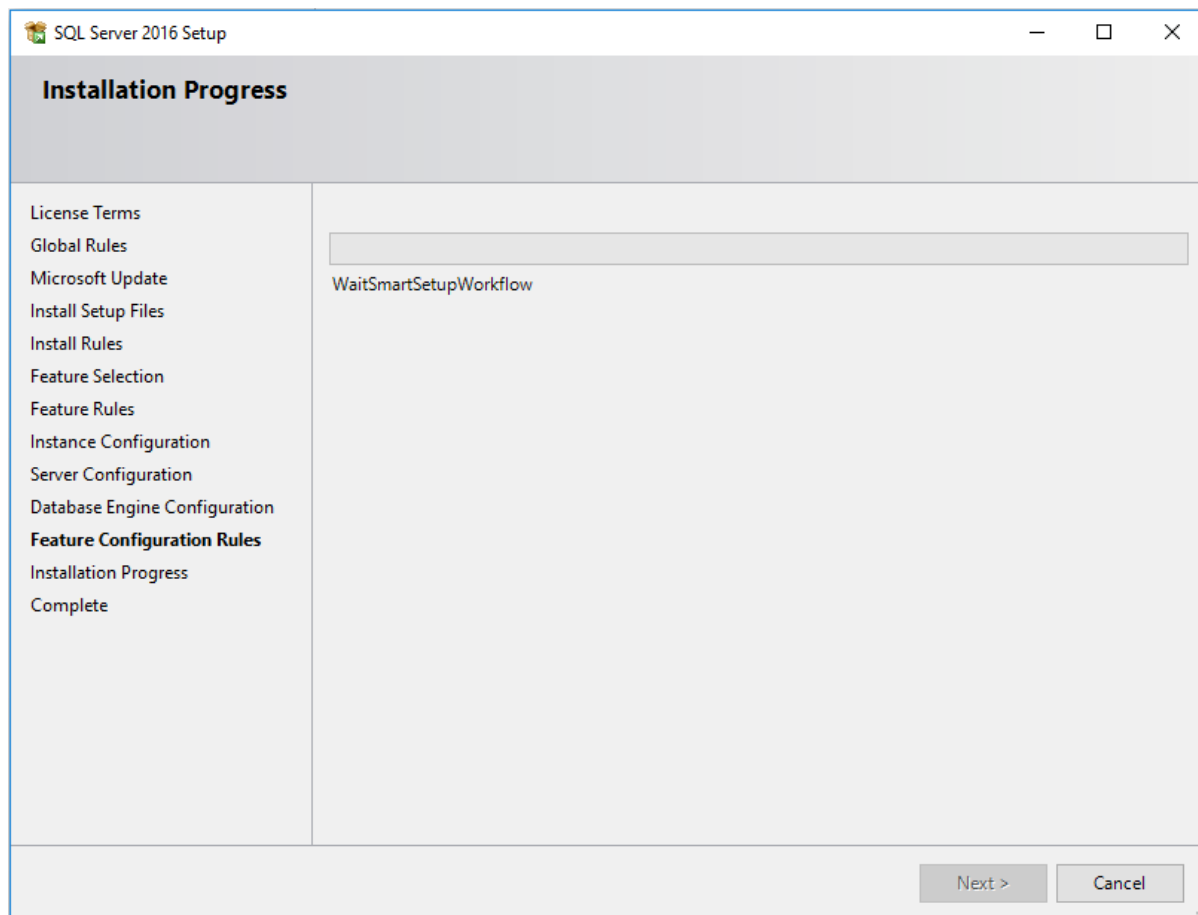 SQL Server 2016 Setup
Installation Progress
License Terms
Global Rules
Microsoft Update
Install Setup Files
Install Rules
Feature Selection
Feature Rules
Instance Configuration
Server Configuration
Database Engine Configuration
Feature Configuration Rules
Installation Progress
Complete
WaitSmartSetupWorkflow
Next >
Cancel